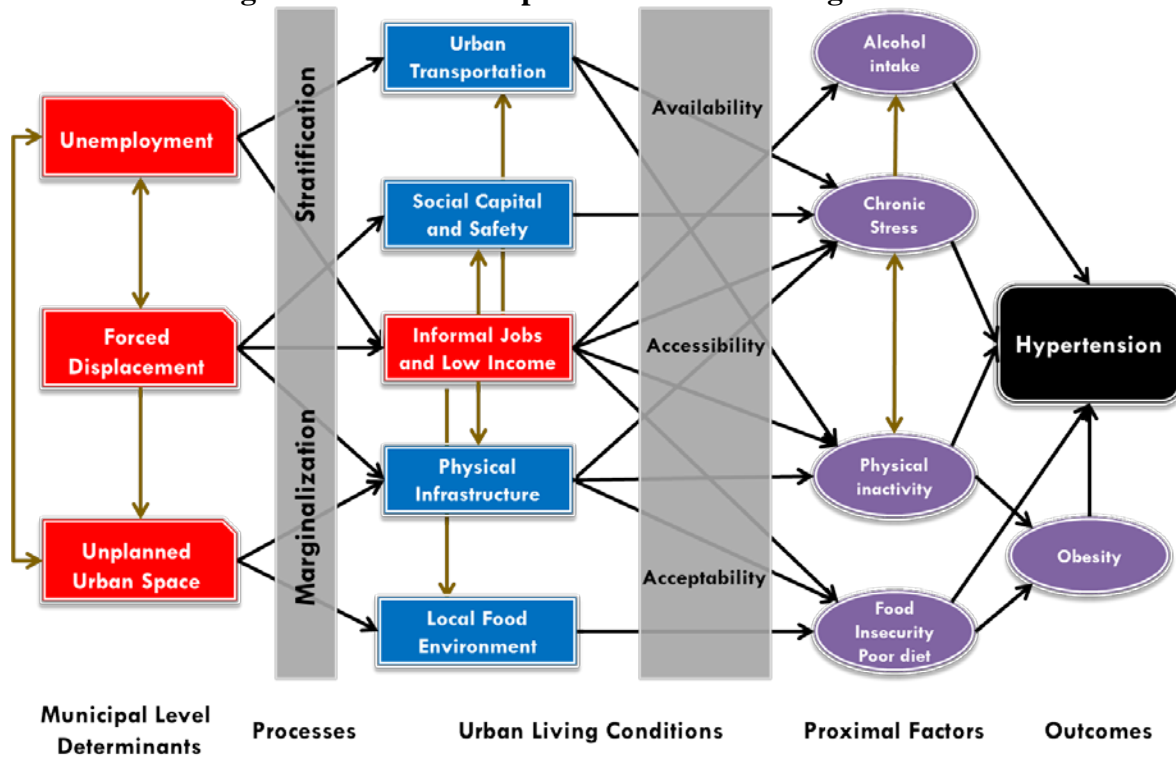 Unemployment
Forced
Displacement
Unplanned
Urban Space
Stratification
Marginalization
Urban
Transportation
Social Capital
and Safety
Informal Jobs
and Low Income
Physical
Infrastructure
Local Food
Environment
Availability
Accessibility
Acceptability
Alcohol
intake
Chronic
Stress
Physical
inactivity
Food
Insecurity
Poor diet
Hypertension
Obesity
Municipal Level
Determinants
Processes
Urban Living Conditions
Proximal Factors
Outcomes